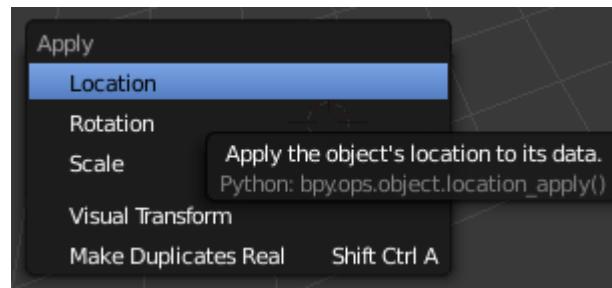 Apply
Location
Rotation
Scale
Apply the object's location to its data.
Python: bpy.ops.object.location_apply()
Visual Transform
Make Duplicates Real Shift Ctrl A